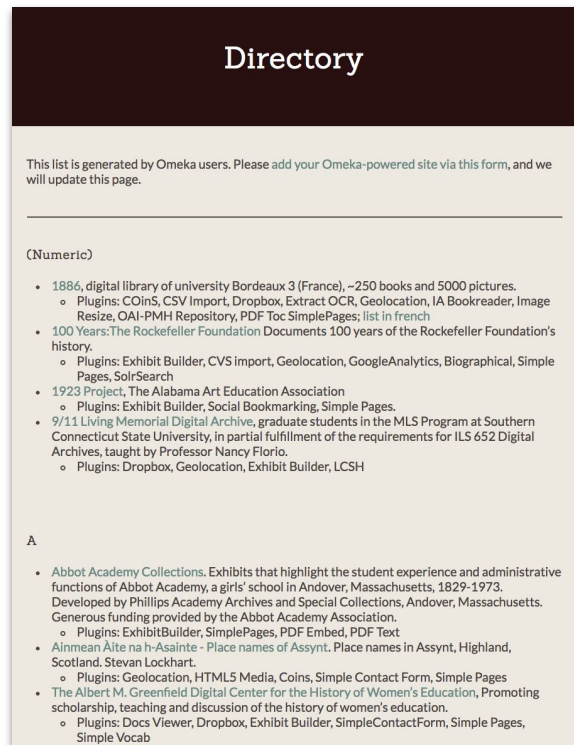 Directory
This list is generated by Omeka users. Please add your Omeka-powered site via this form, and we
will update this page.
(Numeric)
• 1886, digital library of university Bordeaux 3 (France), ~250 books and 5000 pictures.
o Plugins: COinS, CSV Import, Dropbox, Extract OCR, Geolocation, IA Bookreader, Image
Resize, OAI-PMH Repository, PDF Toc SimplePages; list in french
• 100 Years:The Rockefeller Foundation Documents 100 years of the Rockefeller Foundation's
history.
o Plugins: Exhibit Builder, CVS import, Geolocation, GoogleAnalytics, Biographical, Simple
Pages, SolrSearch
• 1923 Project, The Alabama Art Education Association
o Plugins: Exhibit Builder, Social Bookmarking, Simple Pages.
• 9/11 Living Memorial Digital Archive, graduate students in the MLS Program at Southern
Connecticut State University, in partial fulfillment of the requirements for ILS 652 Digital
Archives, taught by Professor Nancy Florio.
o Plugins: Dropbox, Geolocation, Exhibit Builder, LCSH
A
• Abbot Academy Collections. Exhibits that highlight the student experience and administrative
functions of Abbot Academy, a girls' school in Andover, Massachusetts, 1829-1973.
Developed by Phillips Academy Archives and Special Collections, Andover, Massachusetts.
Generous funding provided by the Abbot Academy Association.
o Plugins: ExhibitBuilder, SimplePages, PDF Embed, PDF Text
• Ainmean Àite na h-Asainte - Place names of Assynt. Place names in Assynt, Highland,
Scotland. Stevan Lockhart.
o Plugins: Geolocation, HTML5 Media, Coins, Simple Contact Form, Simple Pages
• The Albert M. Greenfield Digital Center for the History of Women's Education, Promoting
scholarship, teaching and discussion of the history of women's education.
o Plugins: Docs Viewer, Dropbox, Exhibit Builder, SimpleContactForm, Simple Pages,
Simple Vocab